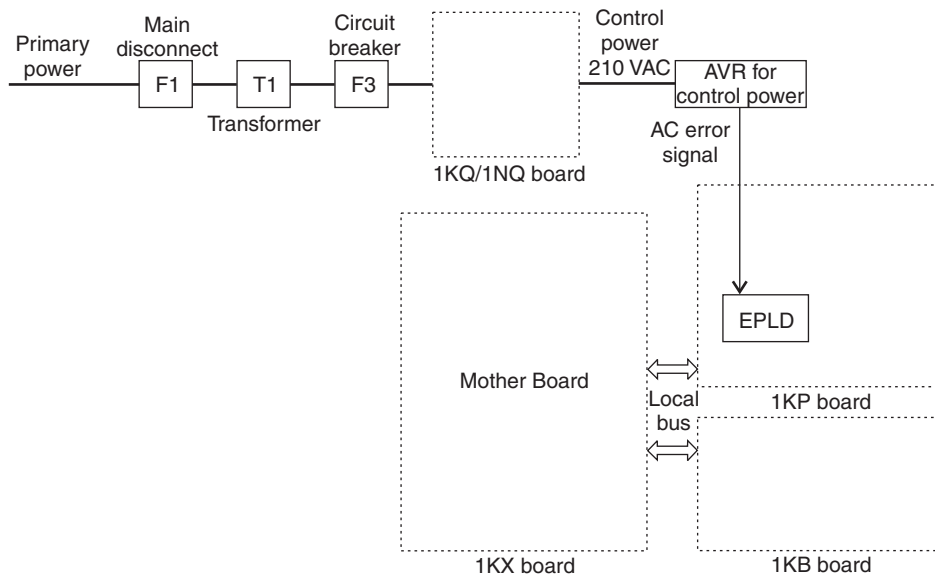 Primary
power
Main
disconnect
F1
T1
Transformer
Circuit
breaker
F3
1KQ/1NQ board
Control
power
210 VAC
AVR for
control power
AC error
signal
EPLD
1KP board
Mother Board
1KX board
Local
bus
1KB board